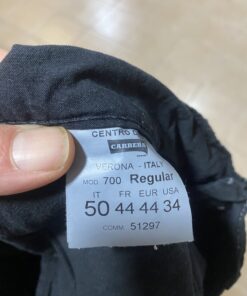 CENTRO D
CARRERA
VERONA - ITALY
MOD 700 Regular
IT FR EUR USA
50 44 44 34
COMM 51297